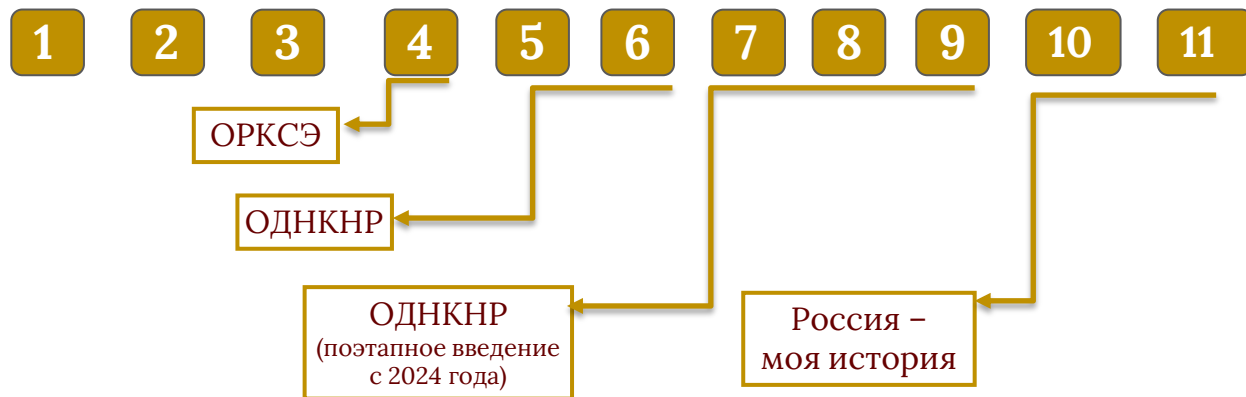 1 2 3 4 5 6 7 8 9 10 11
ОРКСЭ
ОДНКНР
ОДНКНР
(поэтапное введение
с 2024 года)
Россия –
моя история